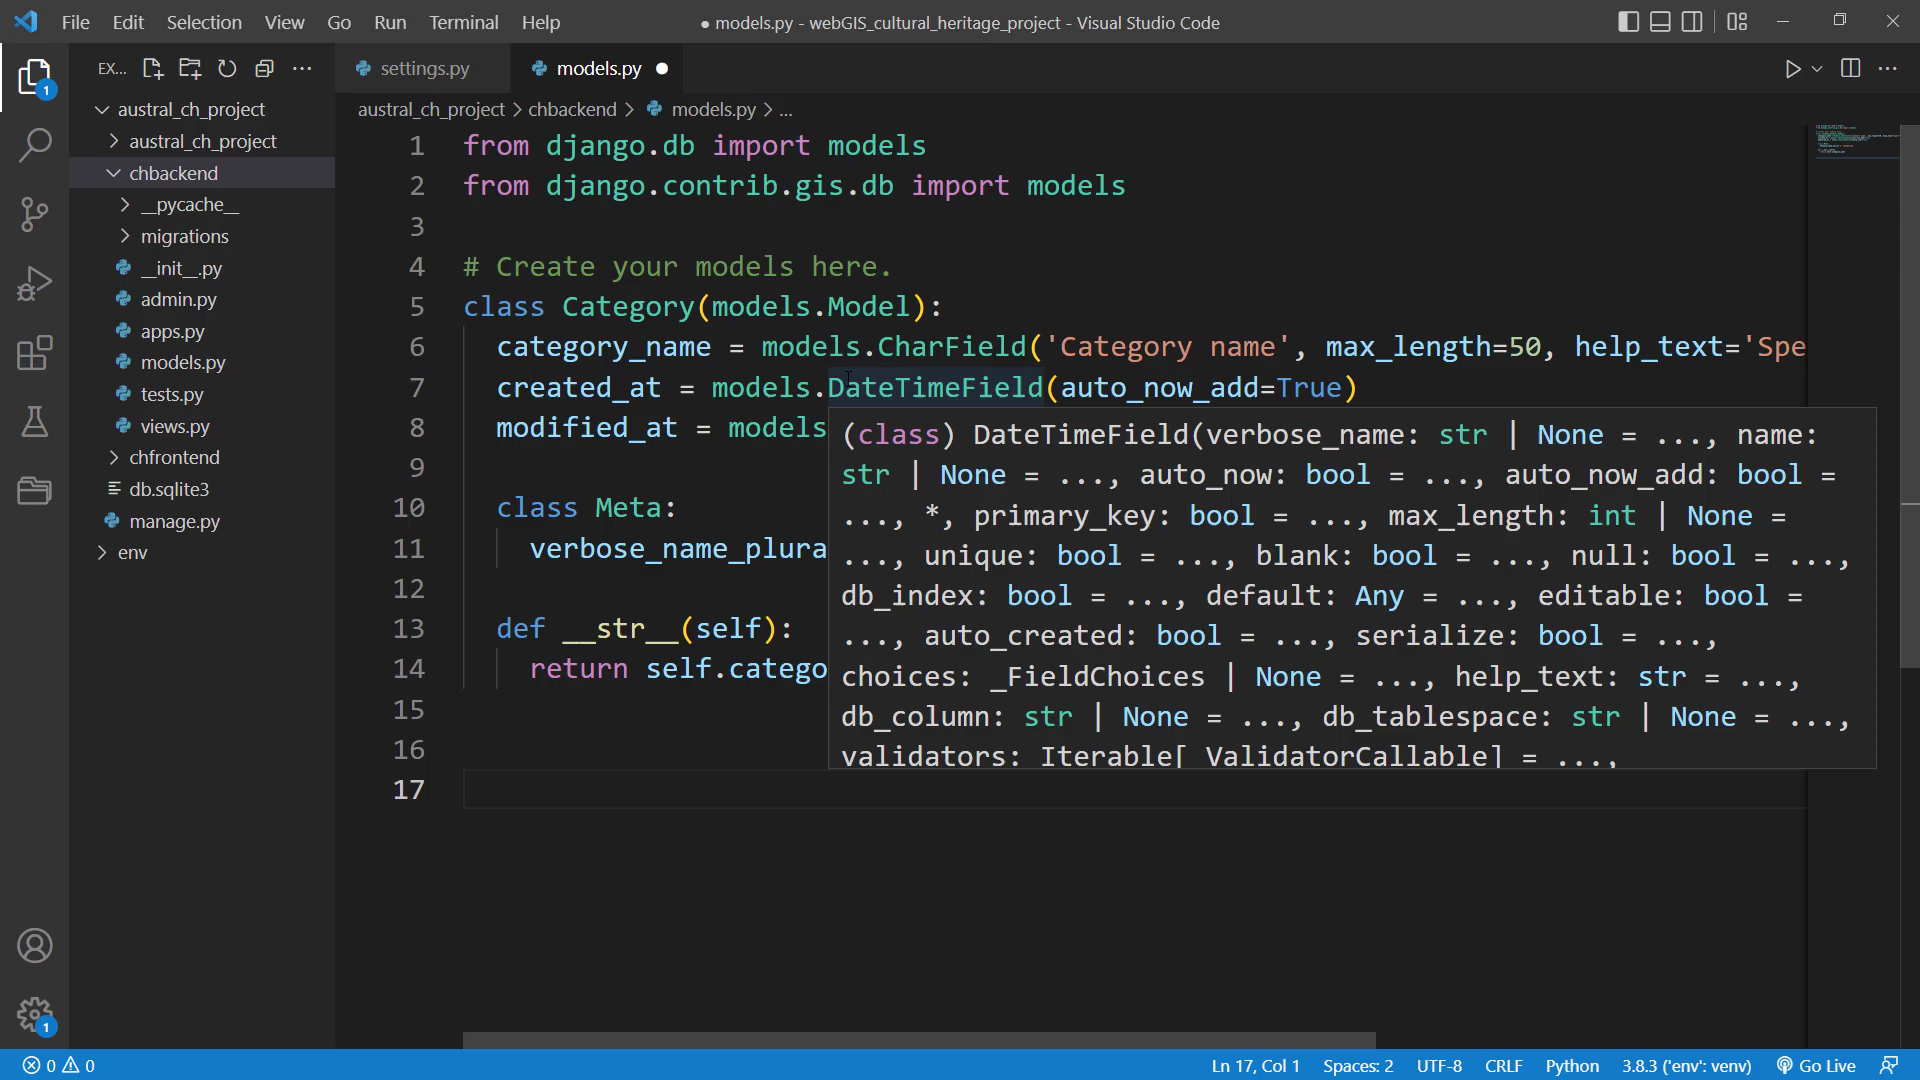 File Edit Selection View Go Run Terminal Help
● models.py - webGIS_cultural_heritage_project - Visual Studio Code
EX...
settings.py
models.py ●
1
austral_ch_project
austral_ch_project
chbackend
__pycache__
migrations
__init__.py
admin.py
apps.py
models.py
tests.py
views.py
chfrontend
db.sqlite3
manage.py
env
austral_ch_project > chbackend > models.py > ...
1 from django.db import models
2 from django.contrib.gis.db import models
3
4 # Create your models here.
5 class Category(models.Model):
6 category_name = models.CharField('Category name', max_length=50, help_text='Spe
7 created_at = models.DateTimeField(auto_now_add=True)
8 modified_at = models
9
10 class Meta:
11 verbose_name_plura
12
13 def __str__(self):
14 return self.catego
15
16
17
(class) DateTimeField(verbose_name: str | None = ..., name:
str | None = ..., auto_now: bool = ..., auto_now_add: bool =
..., *, primary_key: bool = ..., max_length: int | None =
..., unique: bool = ..., blank: bool = ..., null: bool = ...,
db_index: bool = ..., default: Any = ..., editable: bool =
..., auto_created: bool = ..., serialize: bool = ...,
choices: _FieldChoices | None = ..., help_text: str = ...,
db_column: str | None = ..., db_tablespace: str | None = ...,
validators: Iterable[_ValidatorCallable] = ...,
1
0 0
Ln 17, Col 1 Spaces: 2 UTF-8 CRLF Python 3.8.3 ('env': venv) Go Live